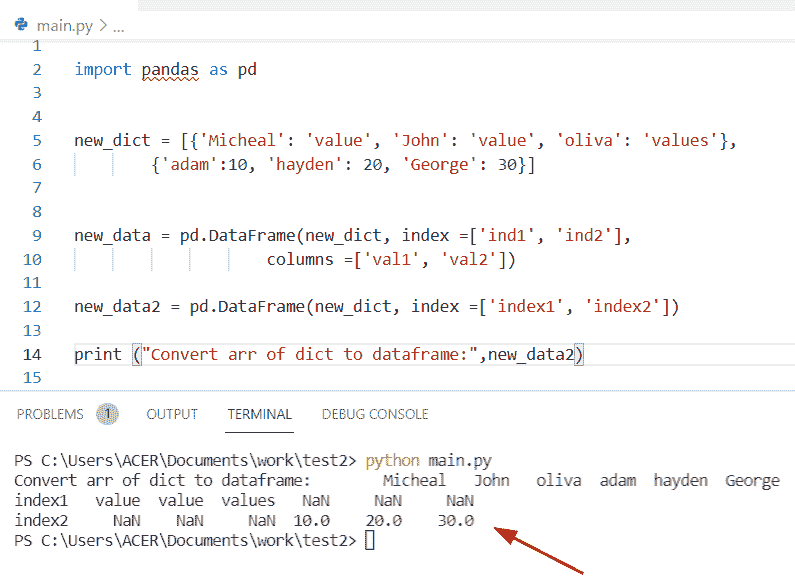 main.py > ...
1
2 import pandas as pd
3
4
5 new_dict = [{'Micheal': 'value', 'John': 'value', 'oliva': 'values'},
6 {'adam':10, 'hayden': 20, 'George': 30}]
7
8
9 new_data = pd.DataFrame(new_dict, index =['ind1', 'ind2'],
10 columns =['val1', 'val2'])
11
12 new_data2 = pd.DataFrame(new_dict, index =['index1', 'index2'])
13
14 print ("Convert arr of dict to dataframe:",new_data2)
15
PROBLEMS 1 OUTPUT TERMINAL DEBUG CONSOLE
PS C:\Users\ACER\Documents\work\test2> python main.py
Convert arr of dict to dataframe: Micheal John oliva adam hayden George
index1 value value values NaN NaN NaN
index2 NaN NaN NaN 10.0 20.0 30.0
PS C:\Users\ACER\Documents\work\test2>